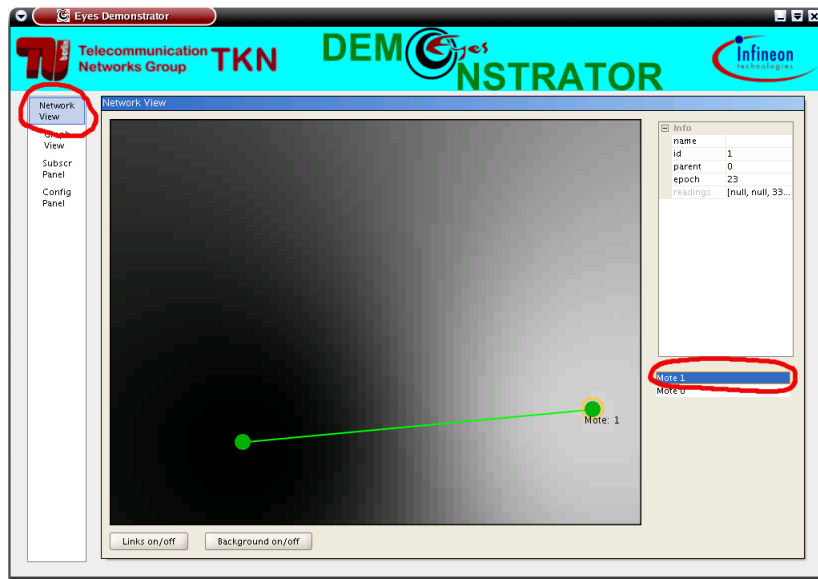 Eyes Demonstrator
TU berlin
Telecommunication
Networks Group
TKN
DEM Eyes
NSTRATOR
Infineon
technologies
Network
View
Graph
View
Subscr
Panel
Config
Panel
Network View
Mote: 1
Info
name
id 1
parent 0
epoch 23
readings [null, null, 33...
Mote 1
Mote 0
Links on/off
Background on/off